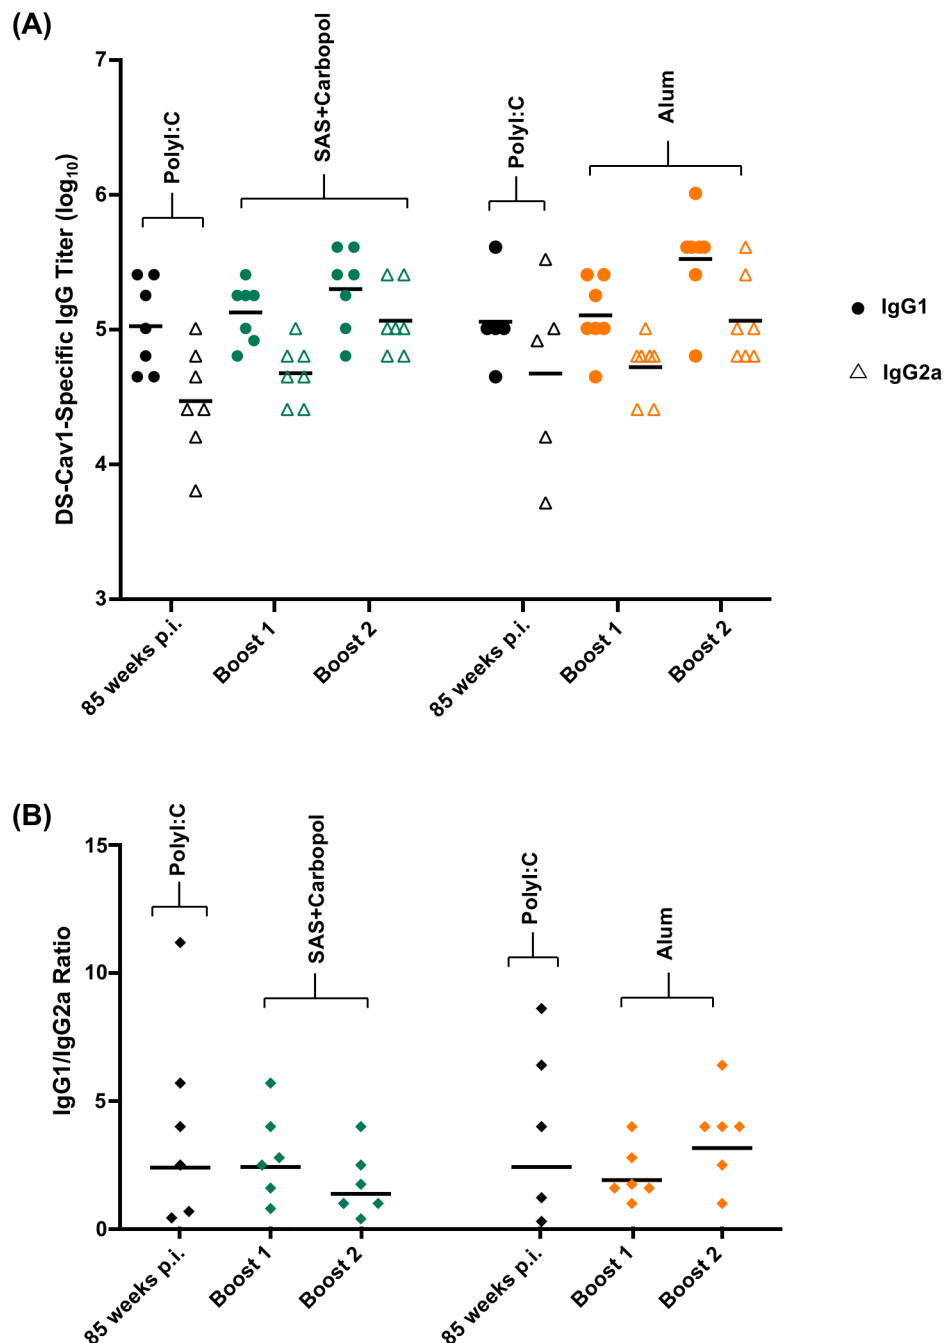 (A)
DS-Cav1-Specific IgG Titer (log10)
7
6
5
4
3
PolyI:C
SAS+Carbopol
PolyI:C
Alum
IgG1
IgG2a
85 weeks p.i.
Boost 1
Boost 2
85 weeks p.i.
Boost 1
Boost 2
(B)
IgG1/IgG2a Ratio
15
10
5
0
PolyI:C
SAS+Carbopol
PolyI:C
Alum
85 weeks p.i.
Boost 1
Boost 2
85 weeks p.i.
Boost 1
Boost 2